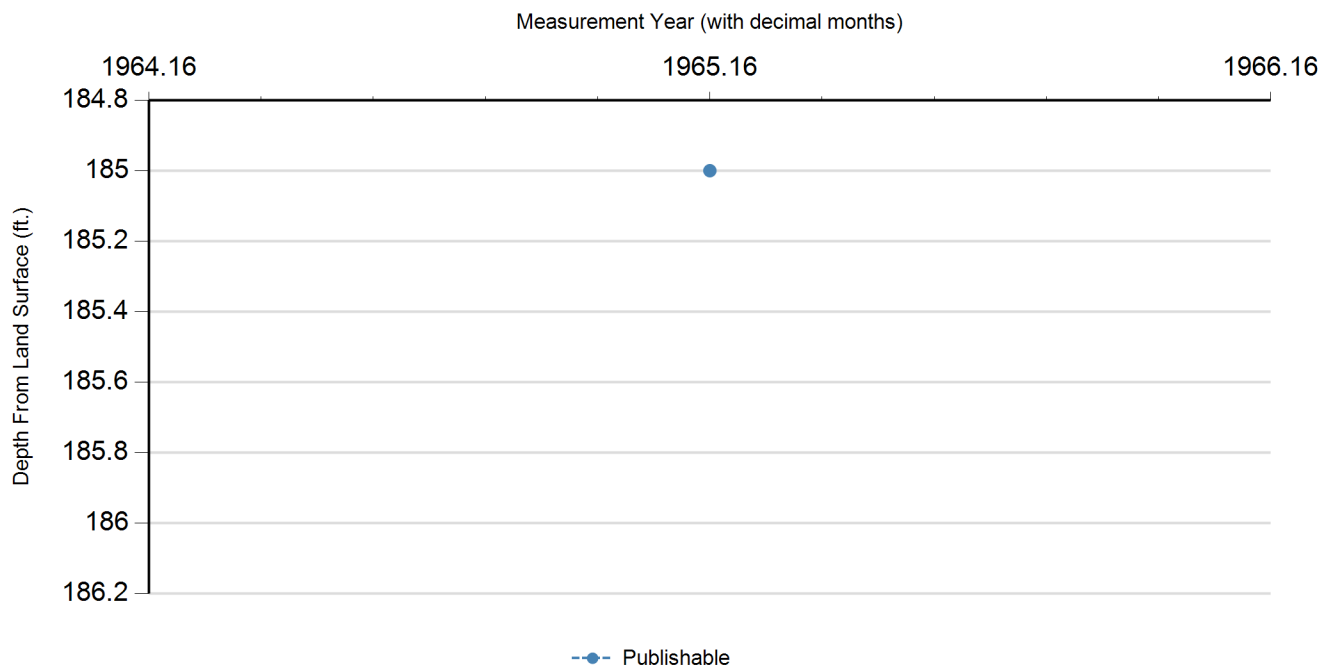 Measurement Year (with decimal months)
1964.16 1965.16 1966.16
184.8
185
185.2
185.4
185.6
185.8
186
186.2
Depth From Land Surface (ft.)
Publishable